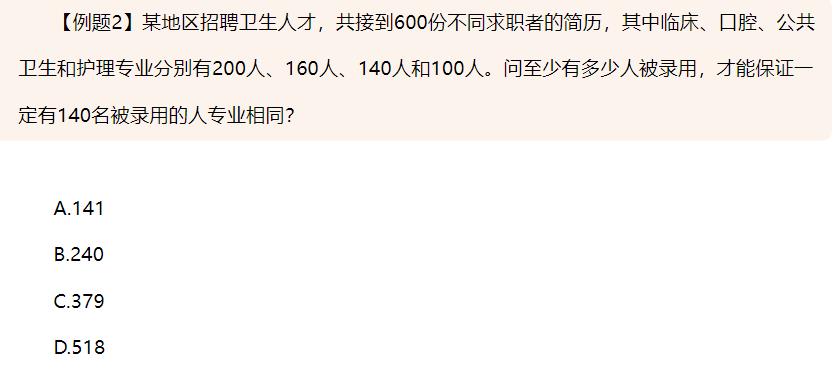 【例题2】某地区招聘卫生人才，共接到600份不同求职者的简历，其中临床、口腔、公共
卫生和护理专业分别有200人、160人、140人和100人。问至少有多少人被录用，才能保证一
定有140名被录用的人专业相同？
A.141
B.240
C.379
D.518